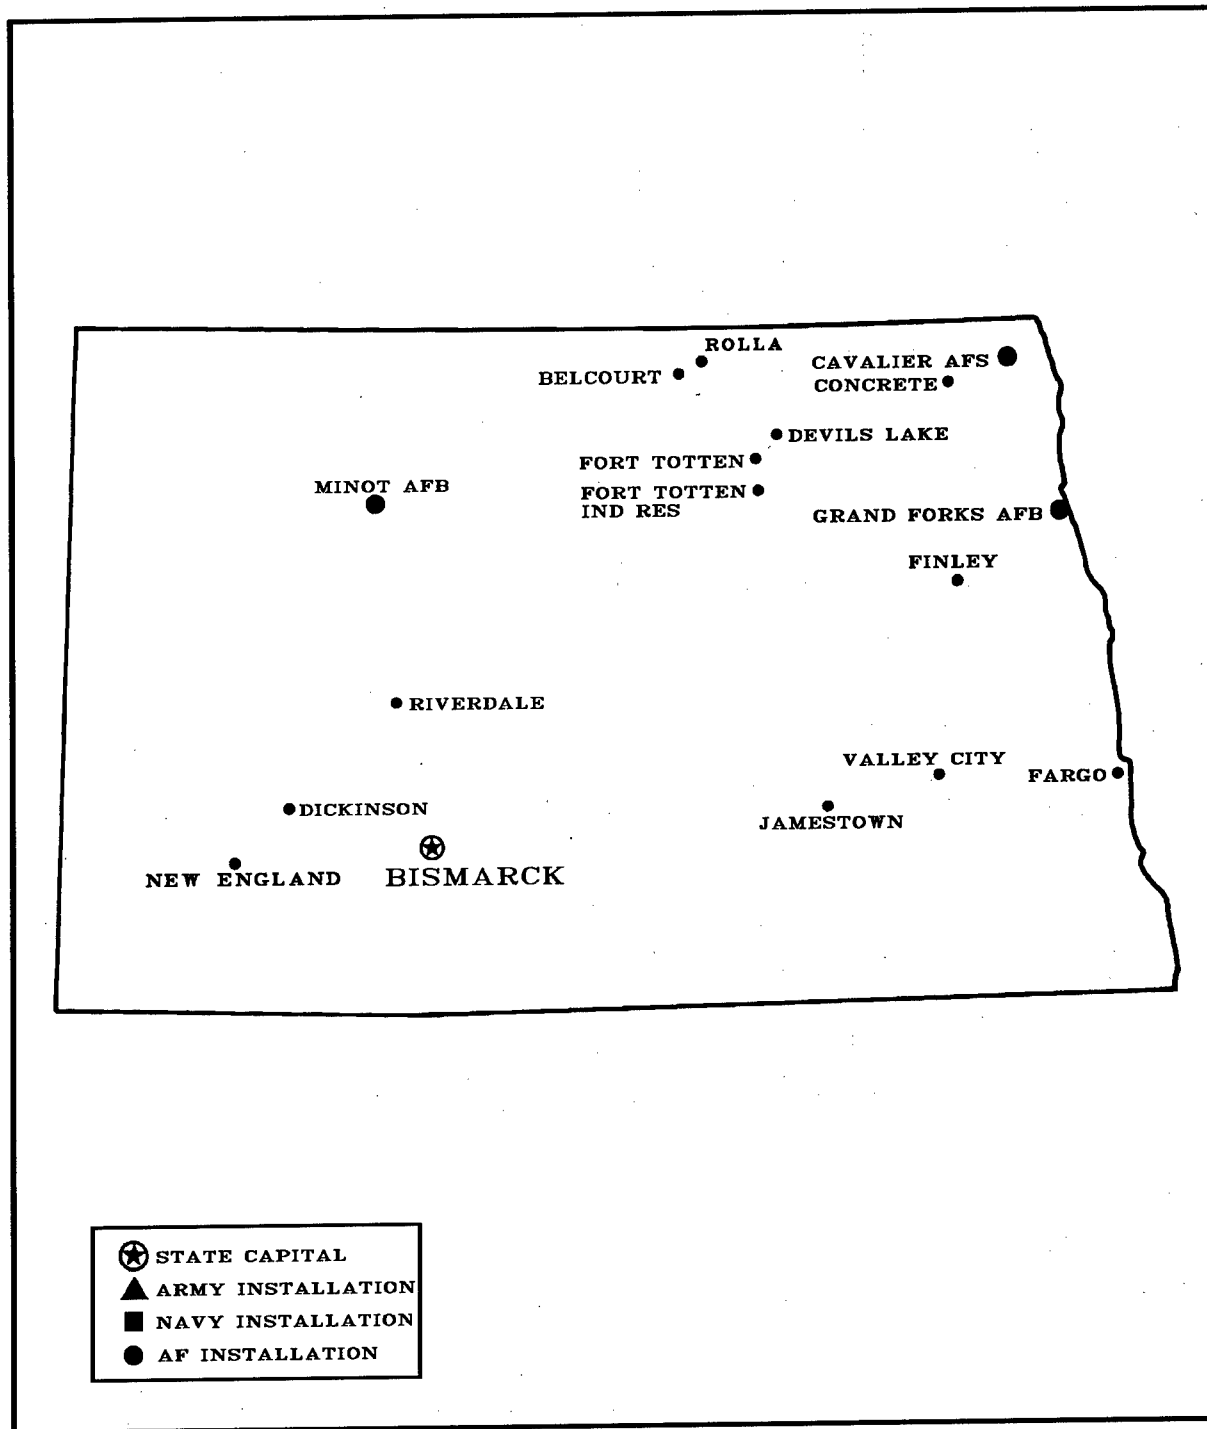 ROLLA
BELCOURT
CAVALIER AFS
CONCRETE
DEVILS LAKE
FORT TOTTEN
MINOT AFB
FORT TOTTEN
IND RES
GRAND FORKS AFB
FINLEY
RIVERDALE
VALLEY CITY
FARGO
DICKINSON
JAMESTOWN
NEW ENGLAND
BISMARCK
STATE CAPITAL
ARMY INSTALLATION
NAVY INSTALLATION
AF INSTALLATION